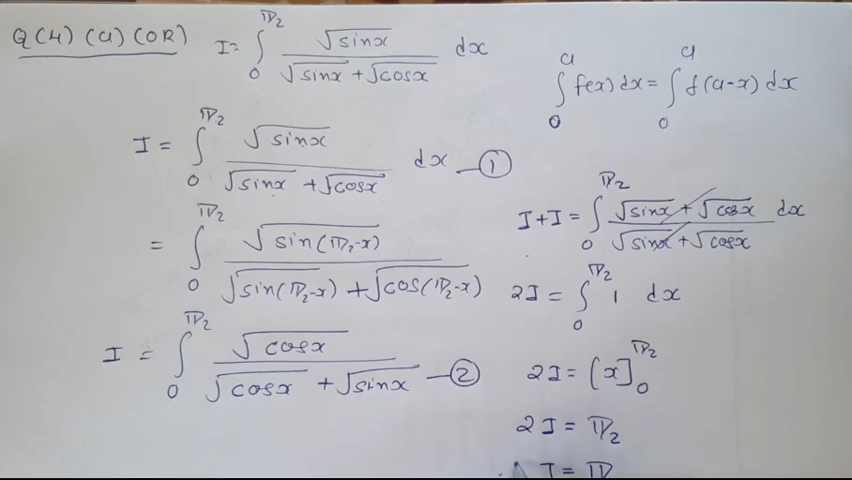 Q(4) (a) (OR)
I = ∫₀^(π/2) √sinx / (√sinx + √cosx) dx
∫₀^a f(x) dx = ∫₀^a f(a-x) dx
I = ∫₀^(π/2) √sinx / (√sinx + √cosx) dx —①
= ∫₀^(π/2) √sin(π/2-x) / (√sin(π/2-x) + √cos(π/2-x))
I = ∫₀^(π/2) √cosx / (√cosx + √sinx) —②
I+I = ∫₀^(π/2) (√sinx + √cosx) / (√sinx + √cosx) dx
2I = ∫₀^(π/2) 1 dx
2I = [x]₀^(π/2)
2I = π/2
I = π